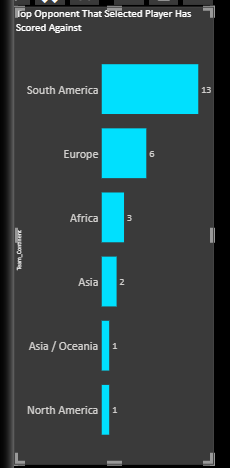 Top Opponent That Selected Player Has
Scored Against
South America 13
Europe 6
Africa 3
Team_Continent
Asia 2
Asia / Oceania 1
North America 1